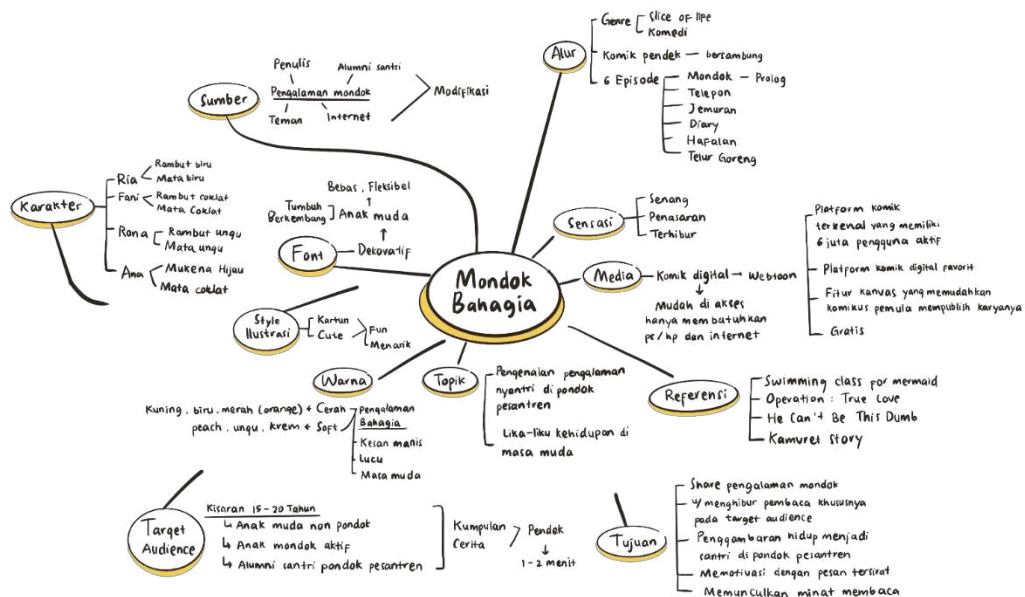 Mondok
Bahagia
Alur
Genre
Slice of life
Komedi
Komik pendek — bersambung
6 Episode
Mondok — Prolog
Telepon
Jemuran
Diary
Hafalan
Telur Goreng
Sumber
Penulis
Alumni santri
Pengalaman mondok
Teman
Internet
Modifikasi
Karakter
Ria
Rambut biru
Mata biru
Fani
Rambut coklat
Mata Coklat
Rona
Rambut ungu
Mata ungu
Ana
Mukena Hijau
Mata coklat
Font
Dekoratif
Anak muda
Bebas, Fleksibel
Tumbuh
Berkembang
Sensasi
Senang
Penasaran
Terhibur
Media
Komik digital → Webtoon
Mudah di akses
hanya membutuhkan
pc/hp dan internet
Platform komik
terkenal yang memiliki
6 juta pengguna aktif
Platform komik digital favorit
Fitur kanvas yang memudahkan
komikus pemula mempublish karyanya
Gratis
Style
Ilustrasi
Kartun
Cute
Fun
Menarik
Warna
Kuning, biru, merah (orange) → Cerah
peach, ungu, krem → Soft
Pengalaman
Bahagia
Kesan manis
Lucu
Masa muda
Topik
Pengenalan pengalaman
nyantri di pondok
pesantren
Lika-liku kehidupan di
masa muda
Referensi
Swimming class for mermaid
Operation : True Love
He Can't Be This Dumb
Kamuret Story
Target
Audience
Kisaran 15-20 Tahun
↳ Anak muda non pondok
↳ Anak mondok aktif
↳ Alumni santri pondok pesantren
Kumpulan
Cerita
Pendek
1-2 menit
Tujuan
Share pengalaman mondok
u/ menghibur pembaca khususnya
pada target audience
Penggambaran hidup menjadi
santri di pondok pesantren
Memotivasi dengan pesan tersirat
Memunculkan minat membaca